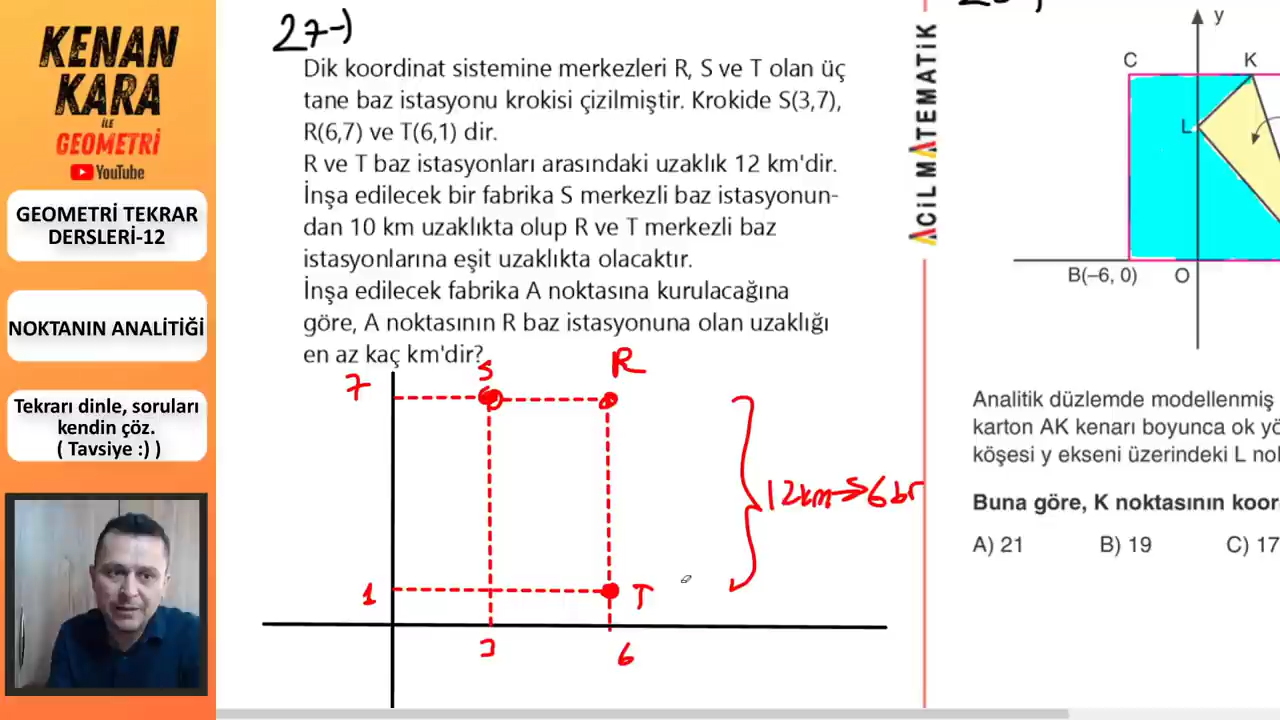 KENAN
KARA
İLE
GEOMETRİ
YouTube
GEOMETRİ TEKRAR
DERSLERİ-12
NOKTANIN ANALİTİĞİ
Tekrarı dinle, soruları
kendin çöz.
( Tavsiye :) )
27-)
Dik koordinat sistemine merkezleri R, S ve T olan üç
tane baz istasyonu krokisi çizilmiştir. Krokide S(3,7),
R(6,7) ve T(6,1) dir.
R ve T baz istasyonları arasındaki uzaklık 12 km'dir.
İnşa edilecek bir fabrika S merkezli baz istasyonun-
dan 10 km uzaklıkta olup R ve T merkezli baz
istasyonlarına eşit uzaklıkta olacaktır.
İnşa edilecek fabrika A noktasına kurulacağına
göre, A noktasının R baz istasyonuna olan uzaklığı
en az kaç km'dir?
7
S
R
12km→6br
1
T
3
6
ACİL MATEMATİK
y
C
K
L
B(–6, 0)
O
Analitik düzlemde modellenmiş
karton AK kenarı boyunca ok yö
köşesi y ekseni üzerindeki L nok
Buna göre, K noktasının koor
A) 21
B) 19
C) 17